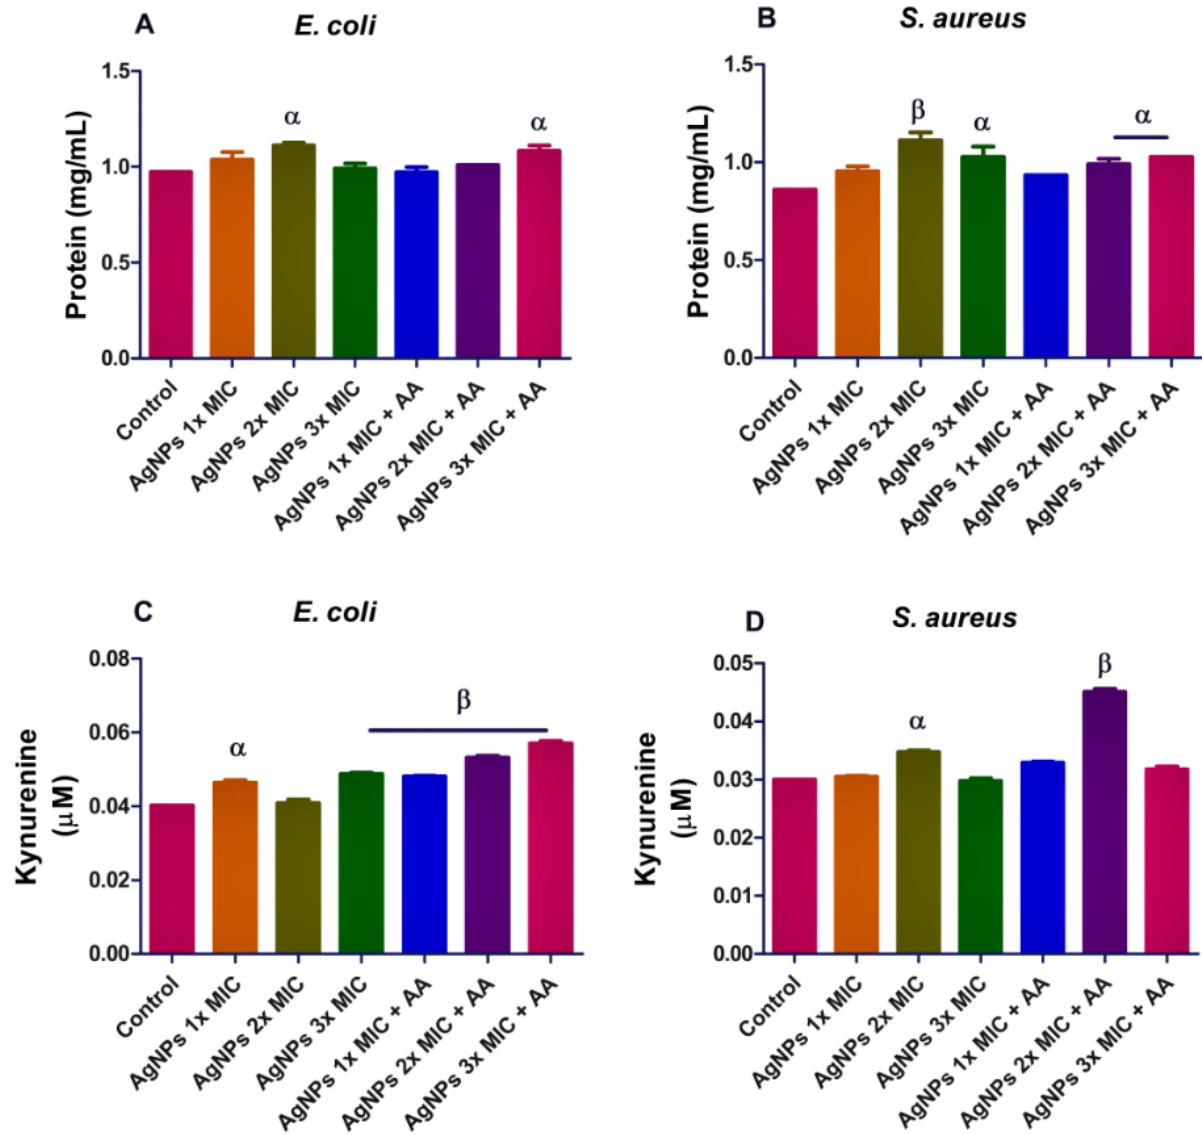 A
E. coli
Protein (mg/mL)
1.5
1.0
0.5
0.0
α
α
Control
AgNPs 1x MIC
AgNPs 2x MIC
AgNPs 3x MIC
AgNPs 1x MIC + AA
AgNPs 2x MIC + AA
AgNPs 3x MIC + AA
B
S. aureus
Protein (mg/mL)
1.5
1.0
0.5
0.0
β
α
α
Control
AgNPs 1x MIC
AgNPs 2x MIC
AgNPs 3x MIC
AgNPs 1x MIC + AA
AgNPs 2x MIC + AA
AgNPs 3x MIC + AA
C
E. coli
Kynurenine
(μM)
0.08
0.06
0.04
0.02
0.00
α
β
Control
AgNPs 1x MIC
AgNPs 2x MIC
AgNPs 3x MIC
AgNPs 1x MIC + AA
AgNPs 2x MIC + AA
AgNPs 3x MIC + AA
D
S. aureus
Kynurenine
(μM)
0.05
0.04
0.03
0.02
0.01
0.00
α
β
Control
AgNPs 1x MIC
AgNPs 2x MIC
AgNPs 3x MIC
AgNPs 1x MIC + AA
AgNPs 2x MIC + AA
AgNPs 3x MIC + AA